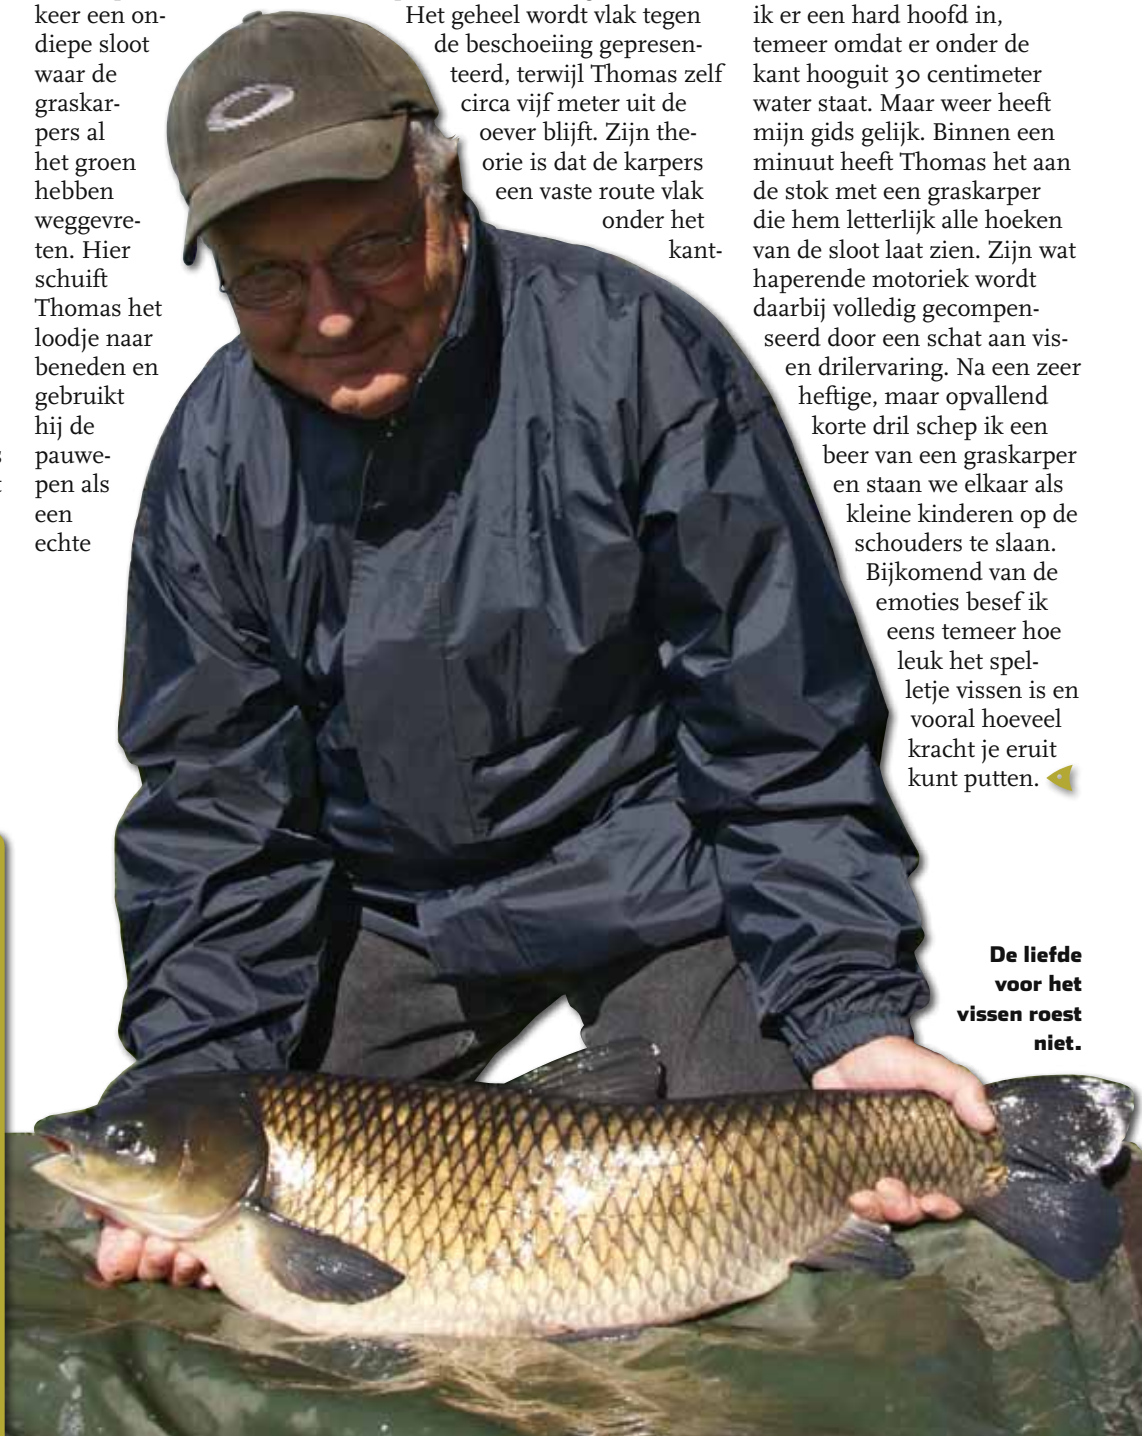 keer een on-
diepe sloot
waar de
graskar-
pers al
het groen
hebben
weggevre-
ten. Hier
schuift
Thomas het
loodje naar
beneden en
gebruikt
hij de
pauwe-
pen als
een
echte
Het geheel wordt vlak tegen
de beschoeiing gepresen-
teerd, terwijl Thomas zelf
circa vijf meter uit de
oever blijft. Zijn the-
orie is dat de karpers
een vaste route vlak
onder het
kant-
ik er een hard hoofd in,
temeer omdat er onder de
kant hooguit 30 centimeter
water staat. Maar weer heeft
mijn gids gelijk. Binnen een
minuut heeft Thomas het aan
de stok met een graskarper
die hem letterlijk alle hoeken
van de sloot laat zien. Zijn wat
haperende motoriek wordt
daarbij volledig gecompen-
seerd door een schat aan vis-
en drilervaring. Na een zeer
heftige, maar opvallend
korte dril schep ik een
beer van een graskarper
en staan we elkaar als
kleine kinderen op de
schouders te slaan.
Bijkomend van de
emoties besef ik
eens temeer hoe
leuk het spel-
letje vissen is en
vooral hoeveel
kracht je eruit
kunt putten.
De liefde
voor het
vissen roest
niet.